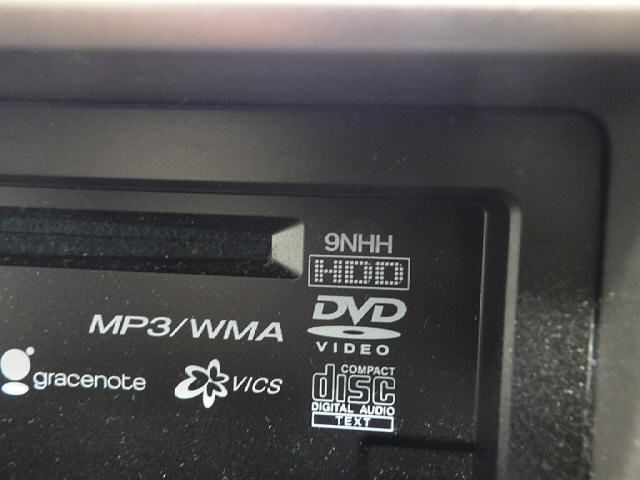 9NHH
HDD
DVD
VIDEO
MP3/WMA
gracenote
VICS
COMPACT
disc
DIGITAL AUDIO
TEXT